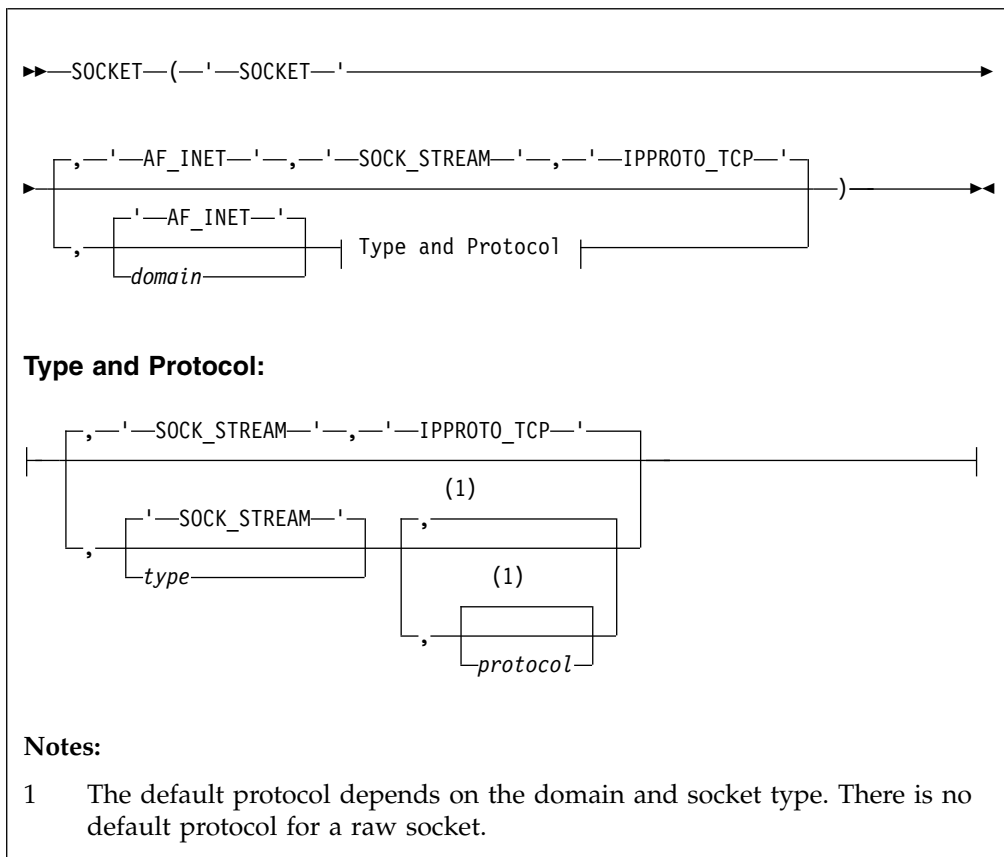 SOCKET ( ' SOCKET '
, ' AF_INET ' , ' SOCK_STREAM ' , ' IPPROTO_TCP '
)
' AF_INET '
, Type and Protocol
domain
Type and Protocol:
, ' SOCK_STREAM ' , ' IPPROTO_TCP '
(1)
' SOCK_STREAM ' ,
,
type (1)
,
protocol
Notes:
1 The default protocol depends on the domain and socket type. There is no
default protocol for a raw socket.